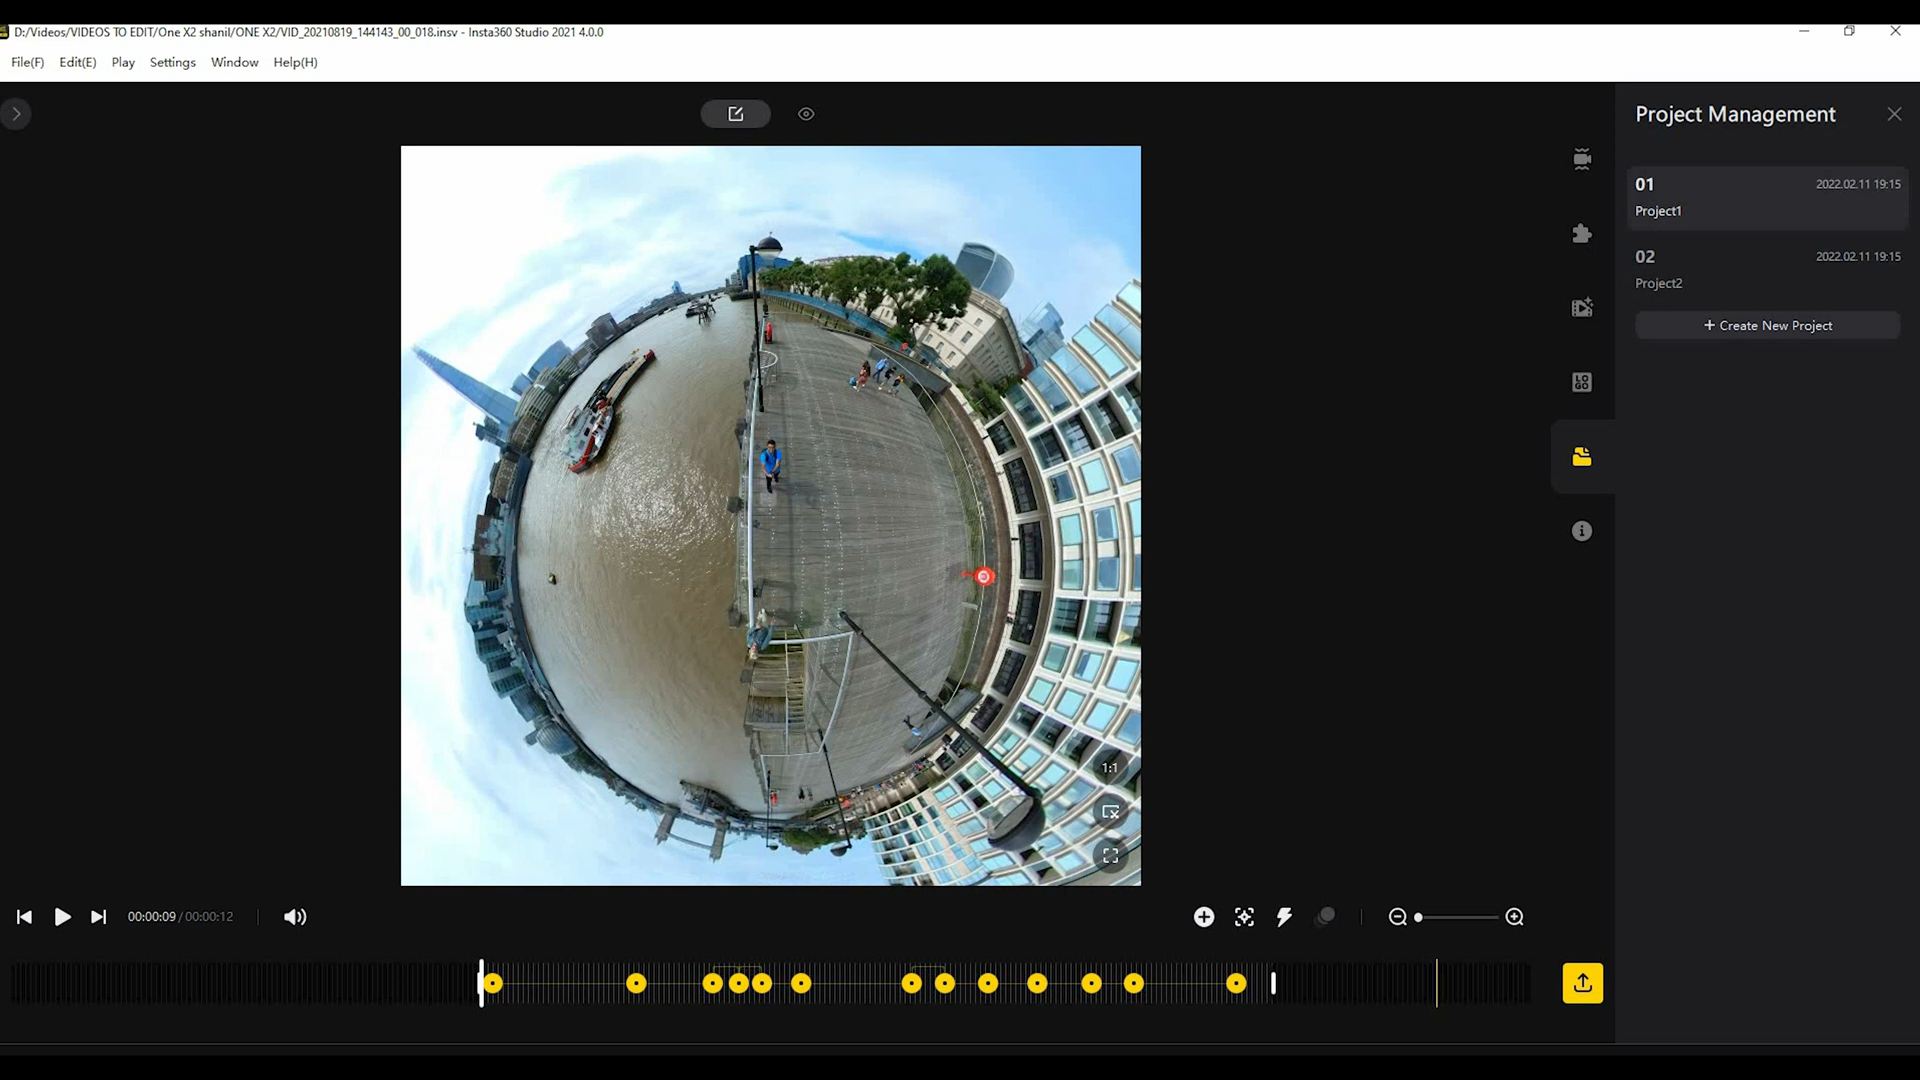 D:/Videos/VIDEOS TO EDIT/One X2 shanil/ONE X2/VID_20210819_144143_00_018.insv - Insta360 Studio 2021 4.0.0
File(F) Edit(E) Play Settings Window Help(H)
Project Management
01 2022.02.11 19:15
Project1
02 2022.02.11 19:15
Project2
+ Create New Project
LOGO
1:1
00:00:09 / 00:00:12